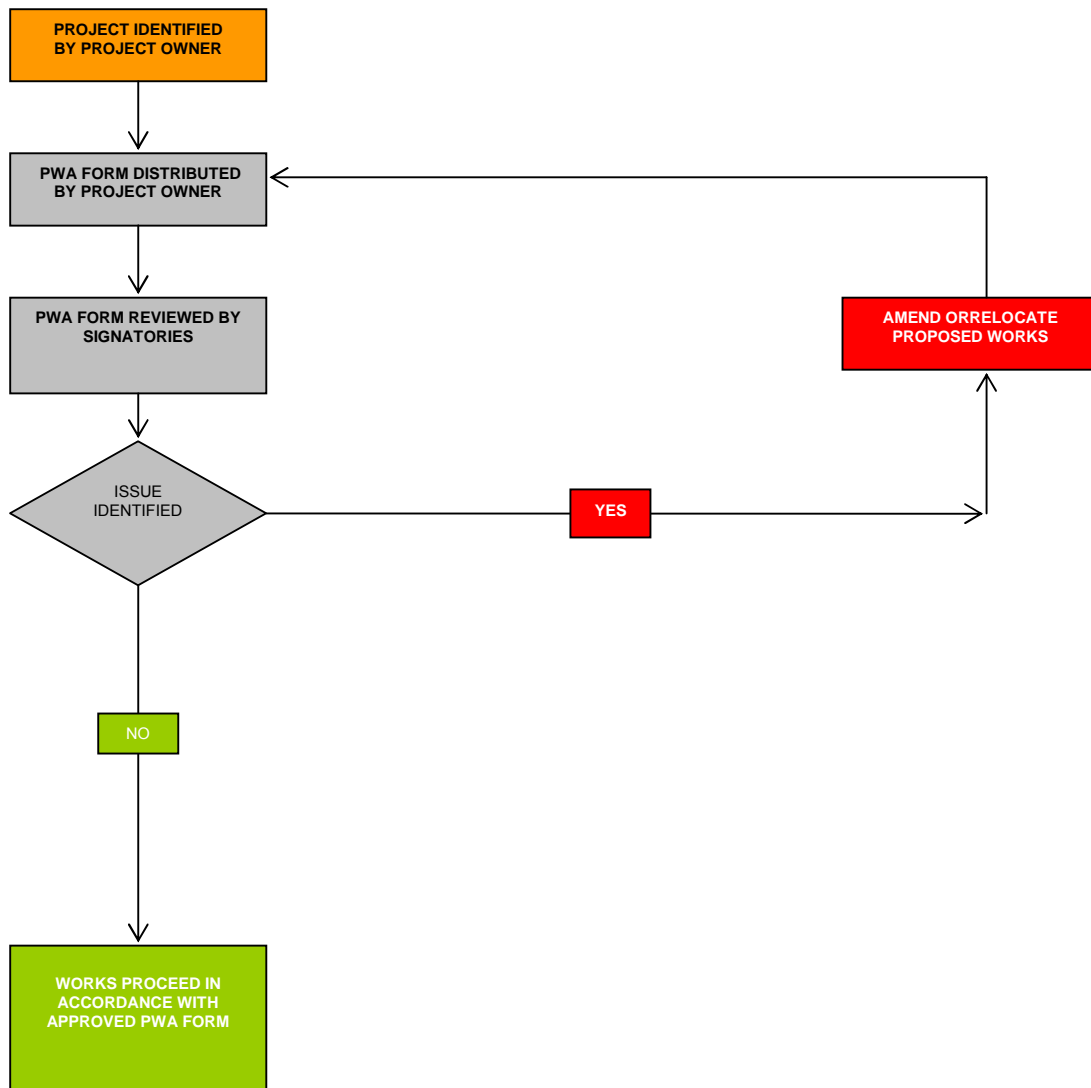 PROJECT IDENTIFIED
BY PROJECT OWNER
PWA FORM DISTRIBUTED
BY PROJECT OWNER
PWA FORM REVIEWED BY
SIGNATORIES
AMEND ORRELOCATE
PROPOSED WORKS
ISSUE
IDENTIFIED
YES
NO
WORKS PROCEED IN
ACCORDANCE WITH
APPROVED PWA FORM